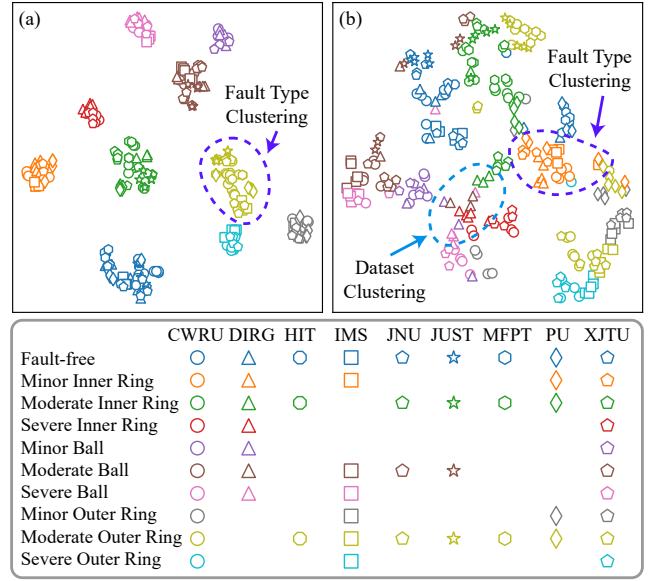 (a)
Fault Type
Clustering
(b)
Fault Type
Clustering
Dataset
Clustering
CWRU DIRG HIT IMS JNU JUST MFPT PU XJTU
Fault-free
Minor Inner Ring
Moderate Inner Ring
Severe Inner Ring
Minor Ball
Moderate Ball
Severe Ball
Minor Outer Ring
Moderate Outer Ring
Severe Outer Ring